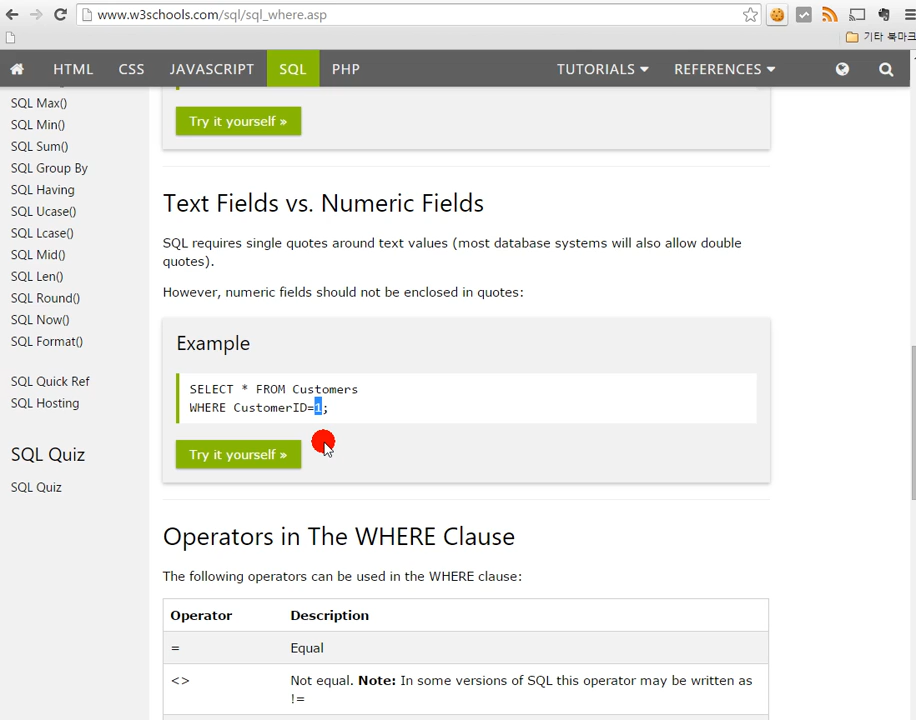 www.w3schools.com/sql/sql_where.asp
기타 북마크
HTML CSS JAVASCRIPT SQL PHP TUTORIALS REFERENCES
SQL Max()
SQL Min()
SQL Sum()
SQL Group By
SQL Having
SQL Ucase()
SQL Lcase()
SQL Mid()
SQL Len()
SQL Round()
SQL Now()
SQL Format()
SQL Quick Ref
SQL Hosting
SQL Quiz
SQL Quiz
Try it yourself »
Text Fields vs. Numeric Fields
SQL requires single quotes around text values (most database systems will also allow double
quotes).
However, numeric fields should not be enclosed in quotes:
Example
SELECT * FROM Customers
WHERE CustomerID=1;
Try it yourself »
Operators in The WHERE Clause
The following operators can be used in the WHERE clause:
Operator Description
= Equal
<> Not equal. Note: In some versions of SQL this operator may be written as
!=